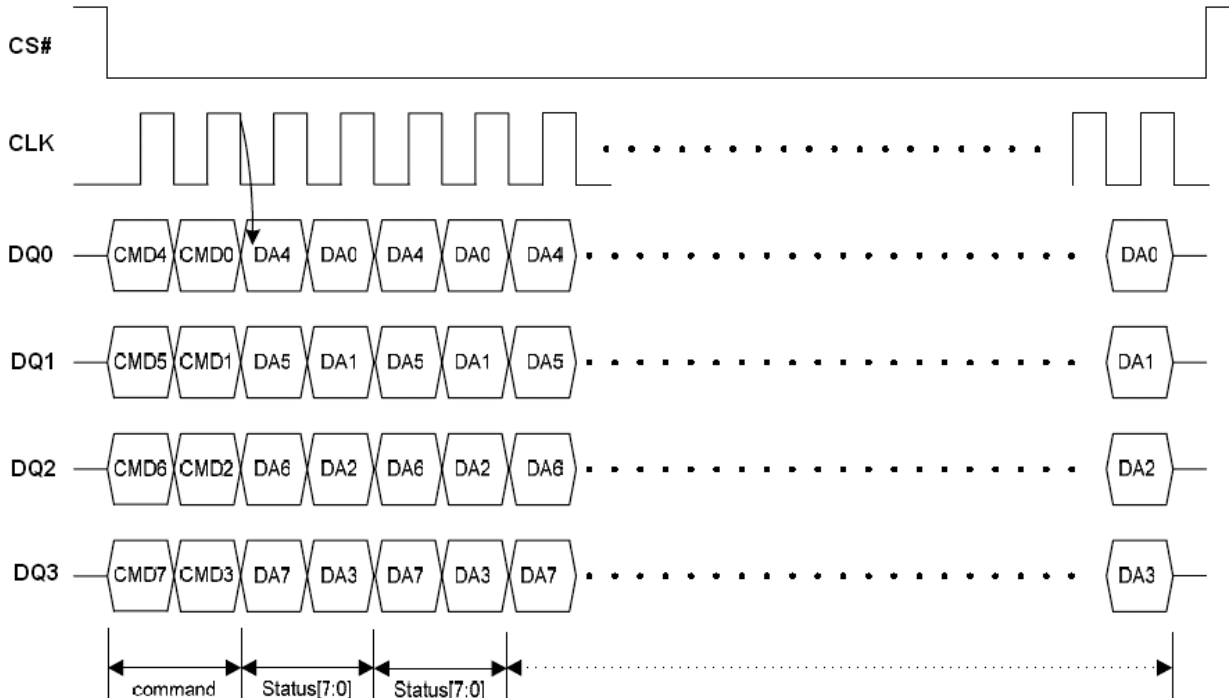 CS#
CLK
DQ0 CMD4 CMD0 DA4 DA0 DA4 DA0 DA4 DA0
DQ1 CMD5 CMD1 DA5 DA1 DA5 DA1 DA5 DA1
DQ2 CMD6 CMD2 DA6 DA2 DA6 DA2 DA6 DA2
DQ3 CMD7 CMD3 DA7 DA3 DA7 DA3 DA7 DA3
command Status[7:0] Status[7:0]